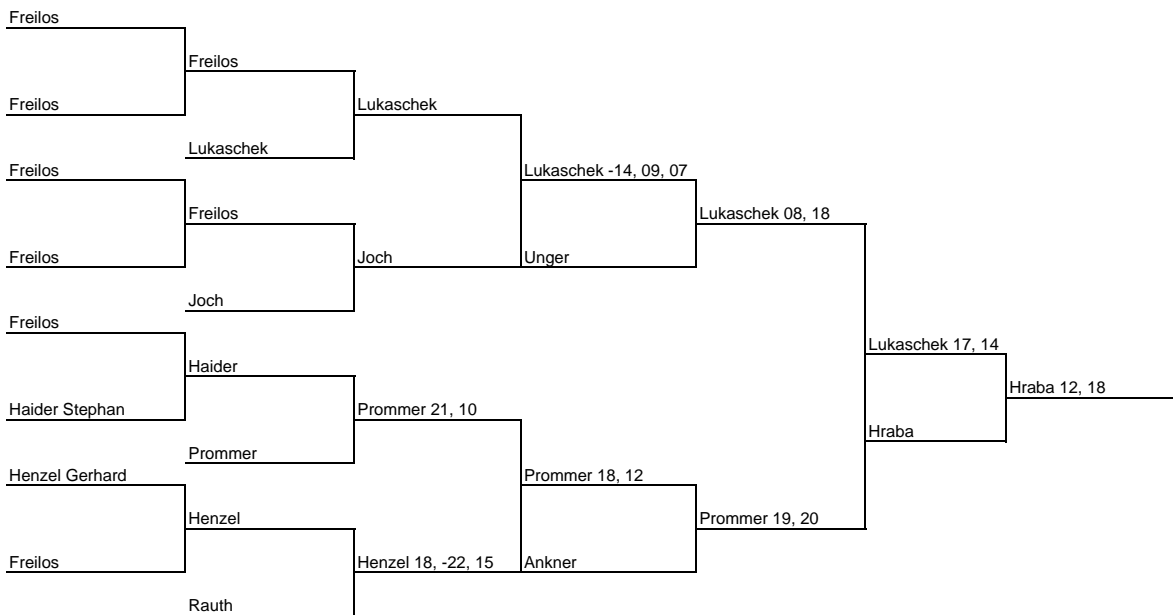 Freilos
Freilos
Freilos
Lukaschek
Lukaschek
Freilos
Lukaschek -14, 09, 07
Freilos
Lukaschek 08, 18
Freilos
Joch
Unger
Joch
Freilos
Lukaschek 17, 14
Haider
Hraba 12, 18
Haider Stephan
Prommer 21, 10
Hraba
Prommer
Henzel Gerhard
Prommer 18, 12
Henzel
Prommer 19, 20
Freilos
Henzel 18, -22, 15
Ankner
Rauth